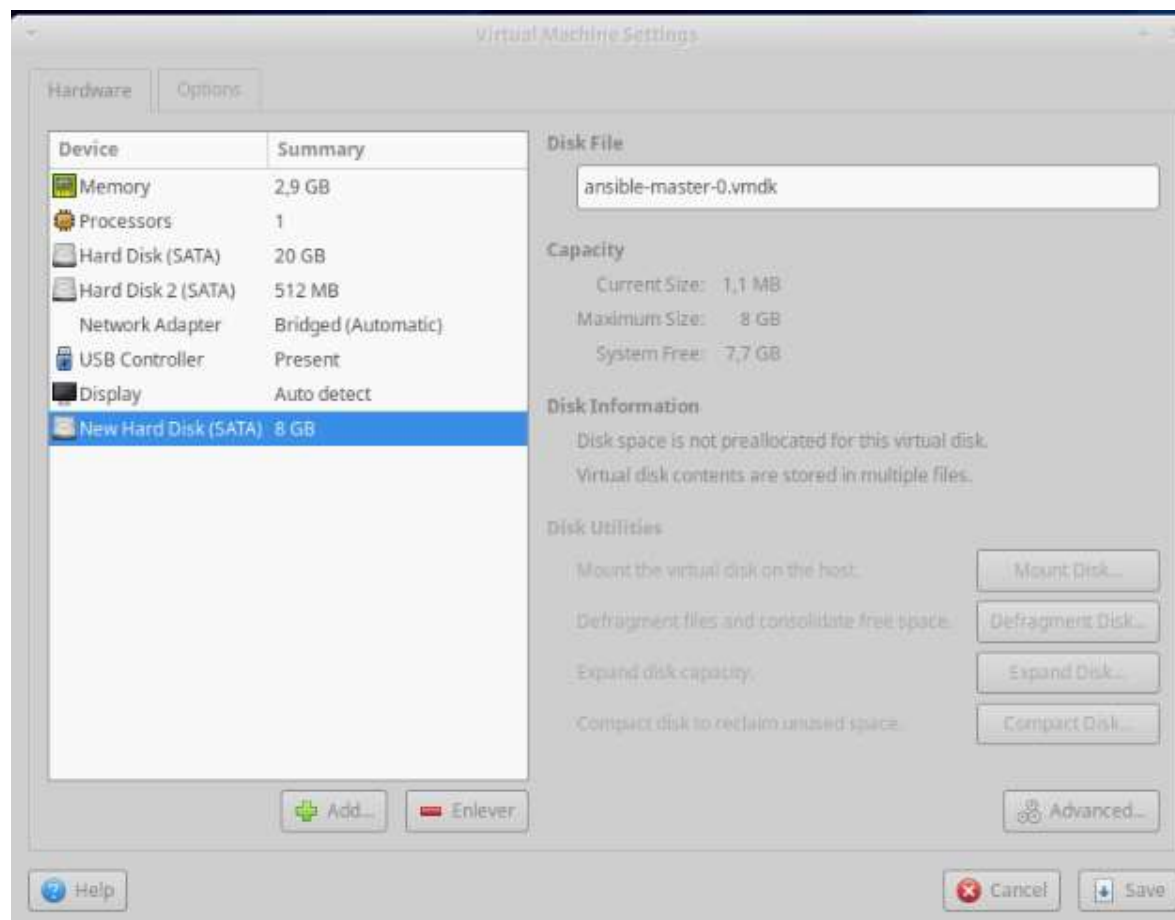 Virtual Machine Settings
Hardware Options
Device Summary
Memory 2,9 GB
Processors 1
Hard Disk (SATA) 20 GB
Hard Disk 2 (SATA) 512 MB
Network Adapter Bridged (Automatic)
USB Controller Present
Display Auto detect
New Hard Disk (SATA) 8 GB
Add... Enlever
Disk File
ansible-master-0.vmdk
Capacity
Current Size: 1,1 MB
Maximum Size: 8 GB
System Free: 7,7 GB
Disk Information
Disk space is not preallocated for this virtual disk.
Virtual disk contents are stored in multiple files.
Disk Utilities
Mount the virtual disk on the host. Mount Disk...
Defragment files and consolidate free space. Defragment Disk...
Expand disk capacity. Expand Disk...
Compact disk to reclaim unused space. Compact Disk...
Advanced...
Help Cancel Save